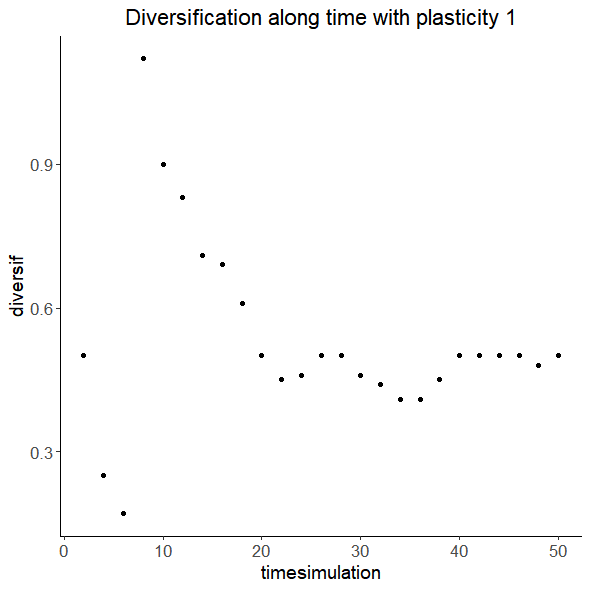 Diversification along time with plasticity 1
diversif
0.9
0.6
0.3
0 10 20 30 40 50
timesimulation